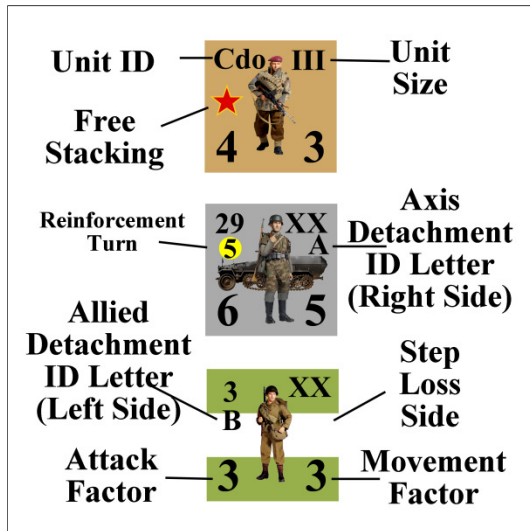 Unit ID
Cdo III
Unit
Size
Free
Stacking
4 3
Reinforcement
Turn
29 XX
5 A
6 5
Axis
Detachment
ID Letter
(Right Side)
Allied
Detachment
ID Letter
(Left Side)
3 XX
B
3 3
Step
Loss
Side
Attack
Factor
Movement
Factor